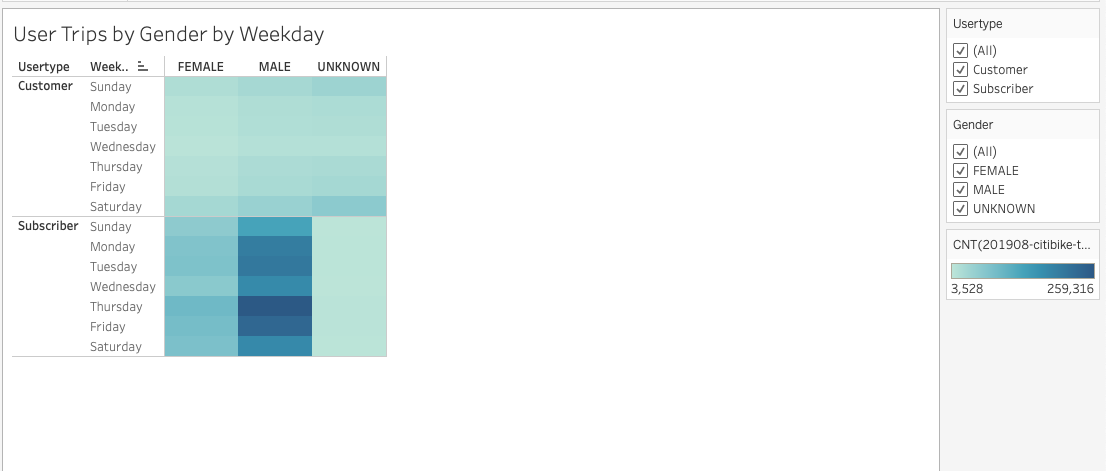 User Trips by Gender by Weekday
Usertype Week.. FEMALE MALE UNKNOWN
Customer Sunday
Monday
Tuesday
Wednesday
Thursday
Friday
Saturday
Subscriber Sunday
Monday
Tuesday
Wednesday
Thursday
Friday
Saturday
Usertype
(All)
Customer
Subscriber
Gender
(All)
FEMALE
MALE
UNKNOWN
CNT(201908-citibike-t...
3,528 259,316